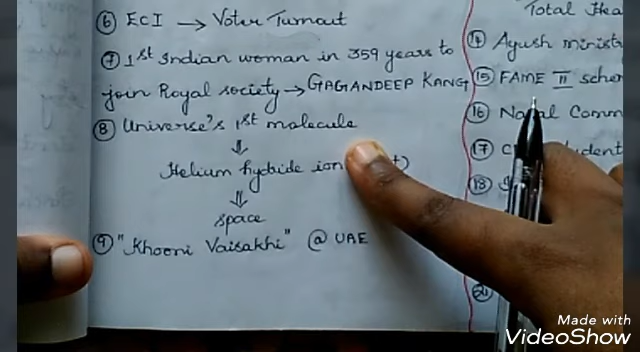 ⑥ ECI → Voter Turnout
⑦ 1st Indian woman in 359 years to
join Royal society → GAGANDEEP KANG
⑧ Universe's 1st molecule
⇓
Helium hydride ion
⇓
space
⑨ "Khooni Vaisakhi" @ UAE
Total
⑭ Ayush
⑮ FAME II
⑯
⑰
⑱
Made with
VideoShow